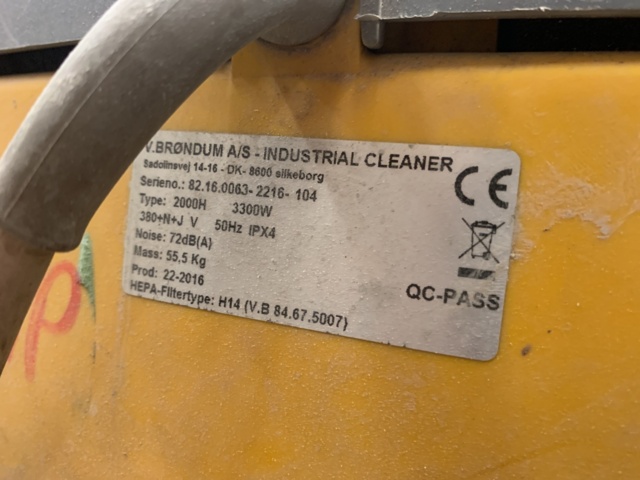 V.BRØNDUM A/S - INDUSTRIAL CLEANER
Sadolinsvej 14-16 - DK- 8600 silkeborg
Serieno.: 82.16.0063- 2216- 104
Type: 2000H 3300W
380+N+J V 50Hz IPX4
Noise: 72dB(A)
Mass: 55,5 Kg
Prod: 22-2016
HEPA-Filtertype: H14 (V.B 84.67.5007)
CE
QC-PASS
P